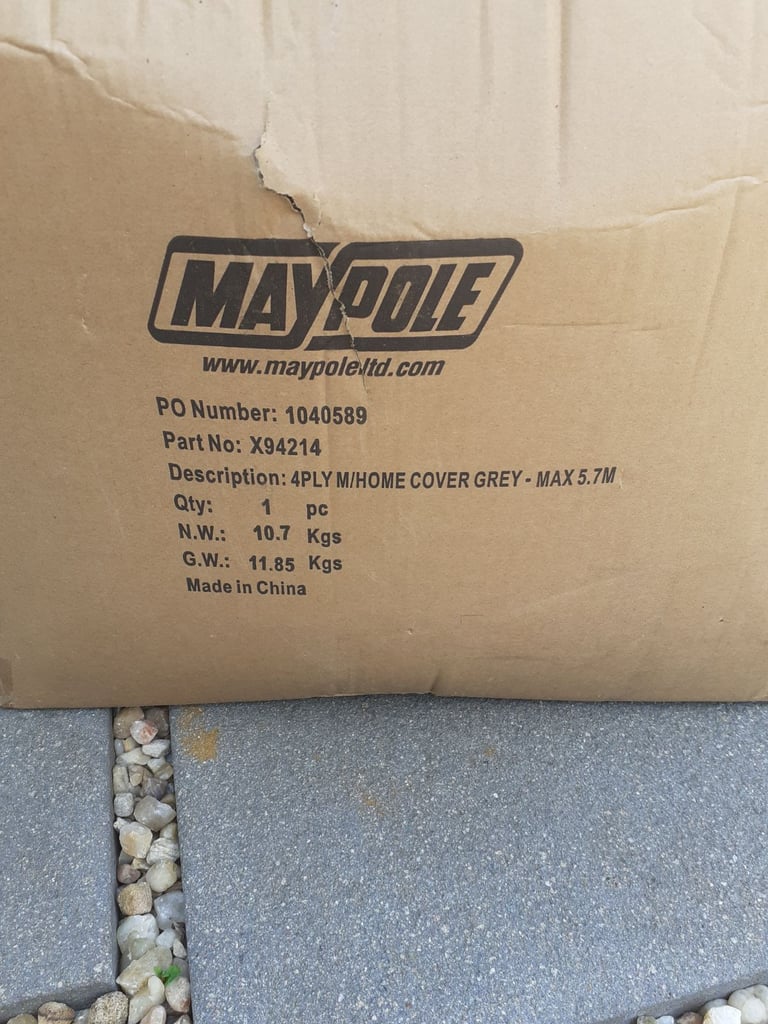 MAYPOLE
www.maypoleltd.com
PO Number: 1040589
Part No: X94214
Description: 4PLY M/HOME COVER GREY - MAX 5.7M
Qty: 1 pc
N.W.: 10.7 Kgs
G.W.: 11.85 Kgs
Made in China